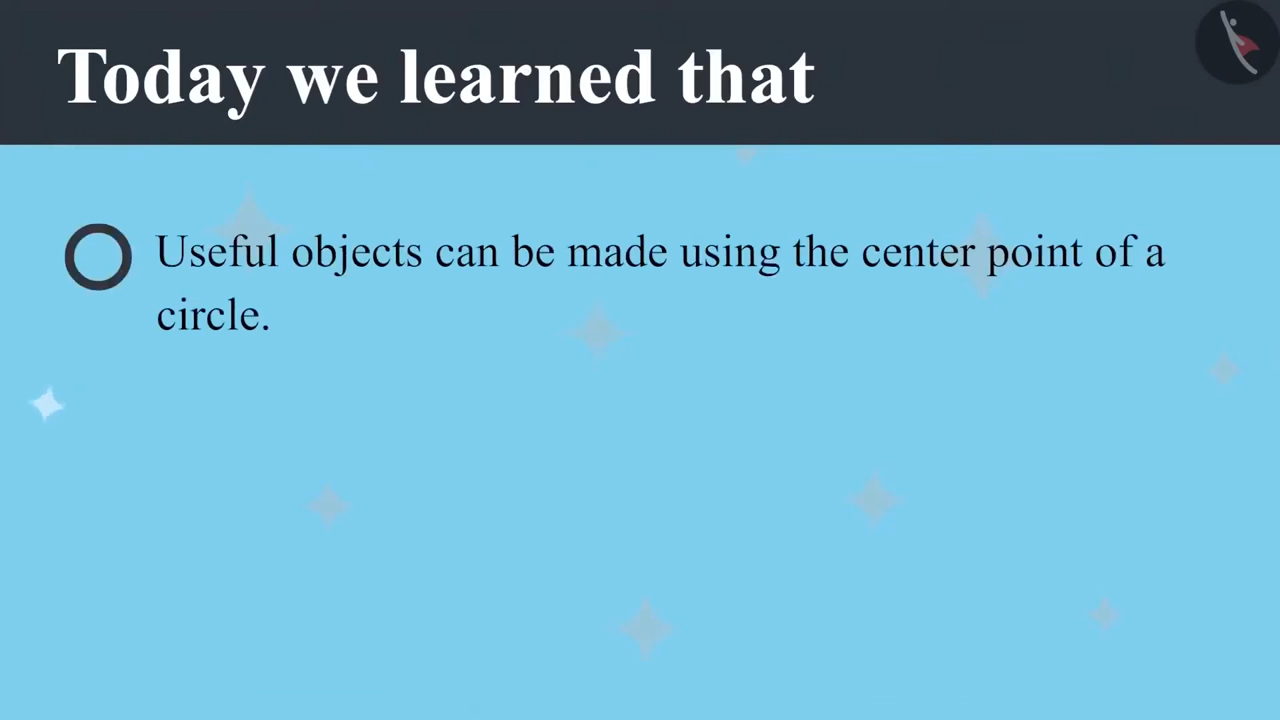 Today we learned that
Useful objects can be made using the center point of a
circle.